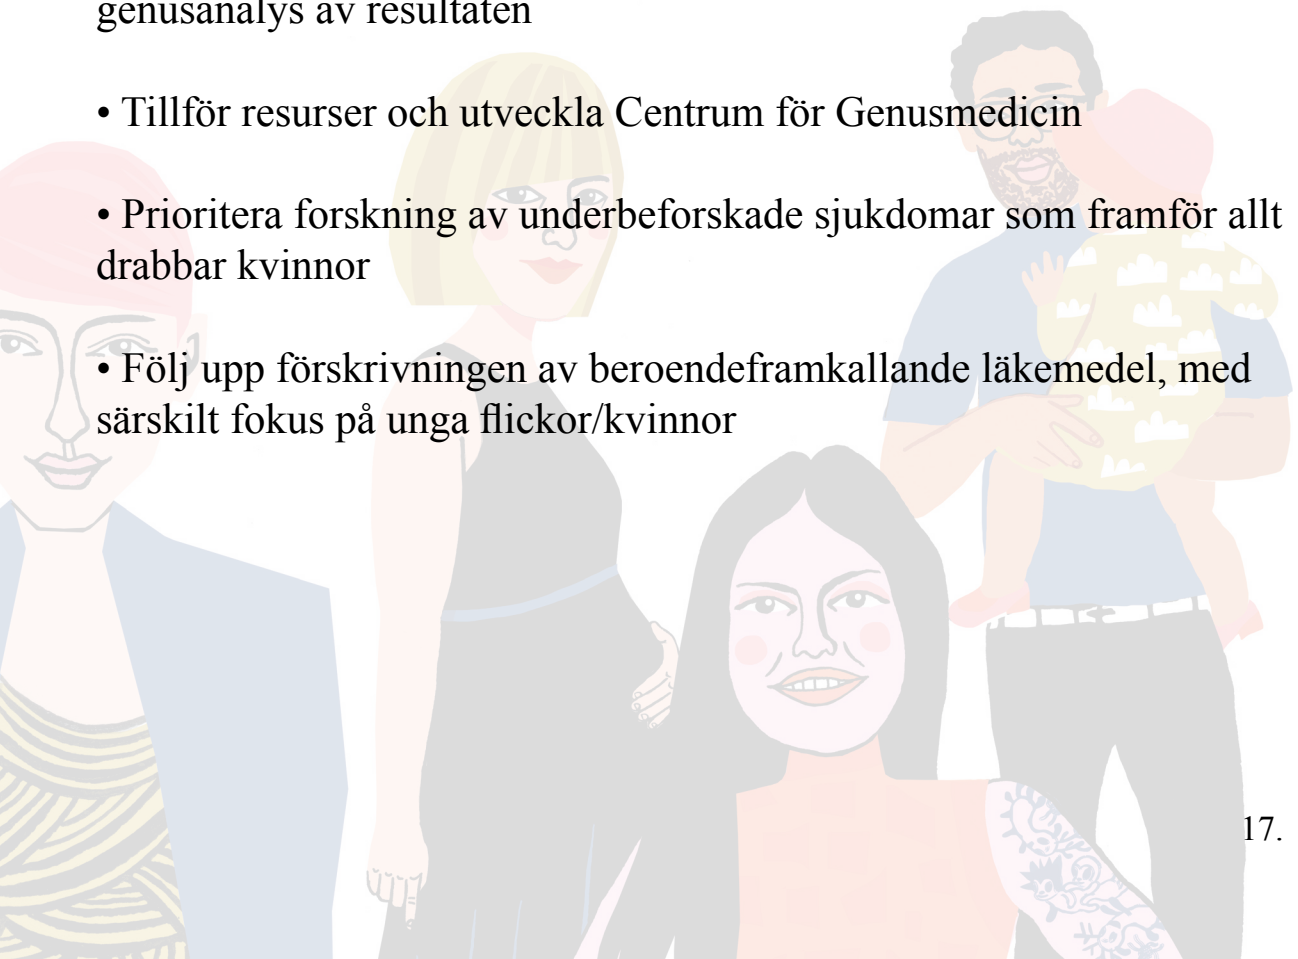 genusanalys av resultaten
• Tillför resurser och utveckla Centrum för Genusmedicin
• Prioritera forskning av underbeforskade sjukdomar som framför allt
drabbar kvinnor
• Följ upp förskrivningen av beroendeframkallande läkemedel, med
särskilt fokus på unga flickor/kvinnor
17.